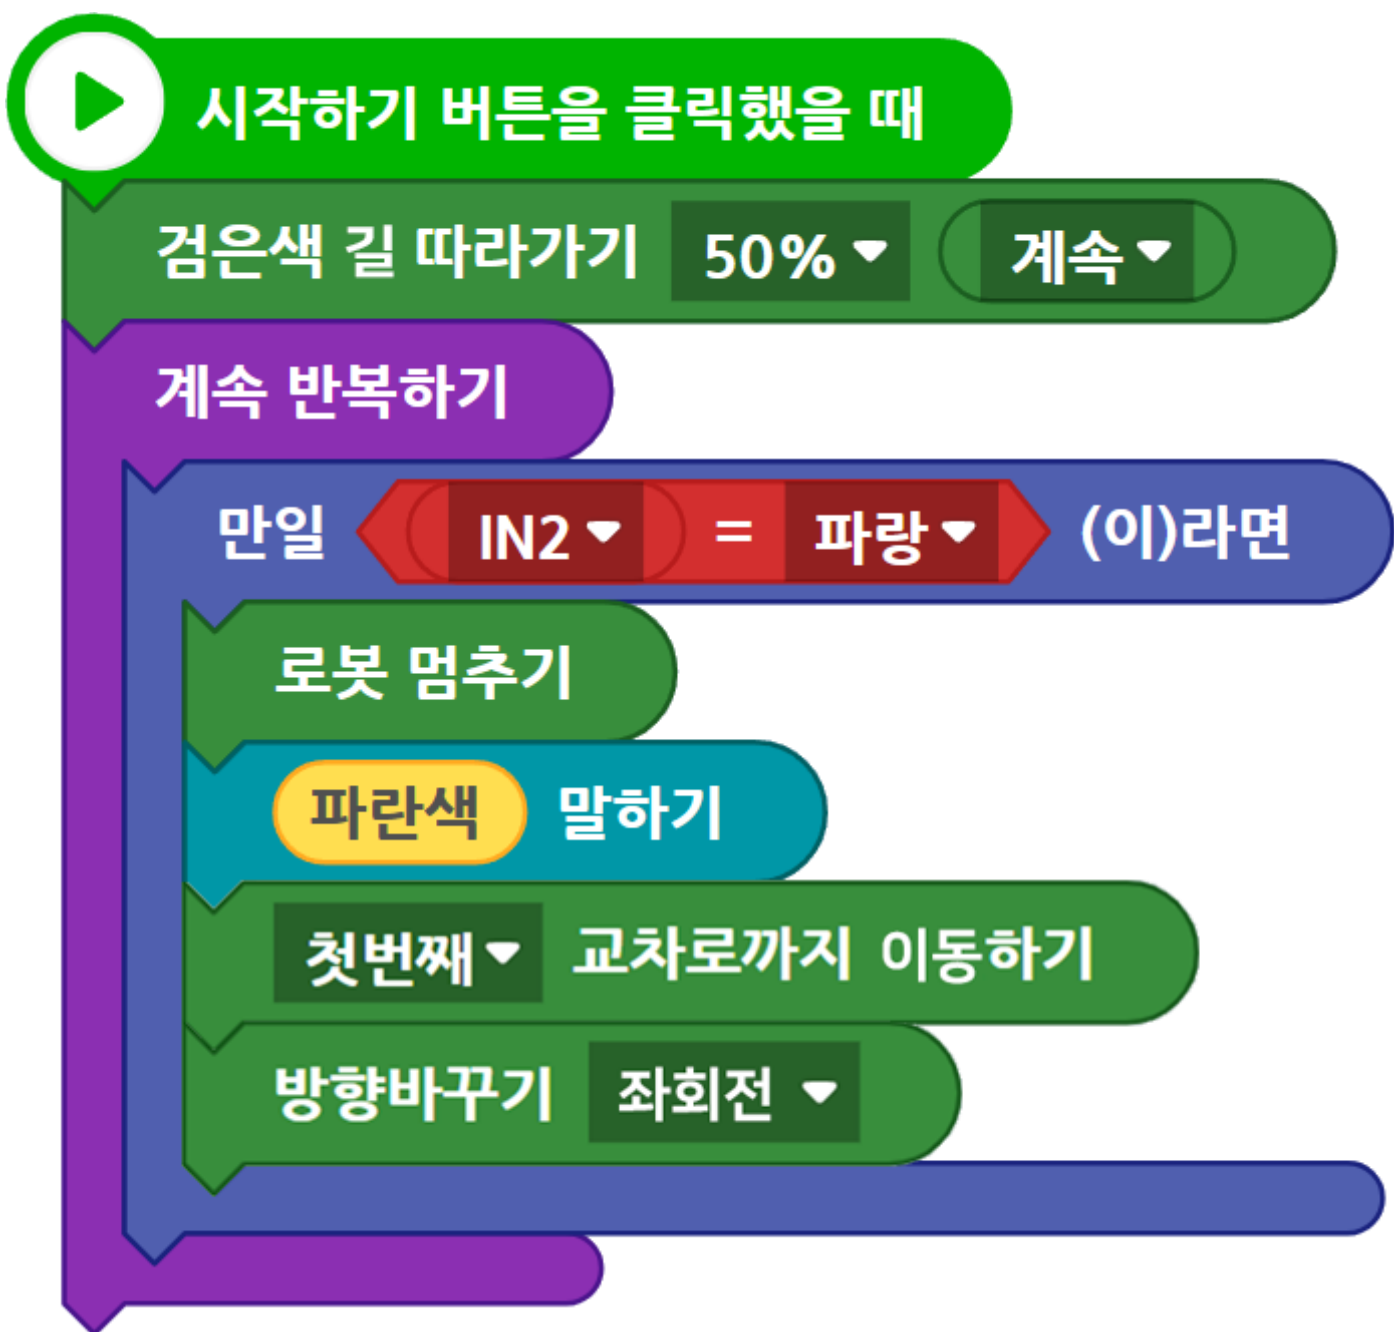 시작하기 버튼을 클릭했을 때
검은색 길 따라가기 50% 계속
계속 반복하기
만일 IN2 = 파랑 (이)라면
로봇 멈추기
파란색 말하기
첫번째 교차로까지 이동하기
방향바꾸기 좌회전